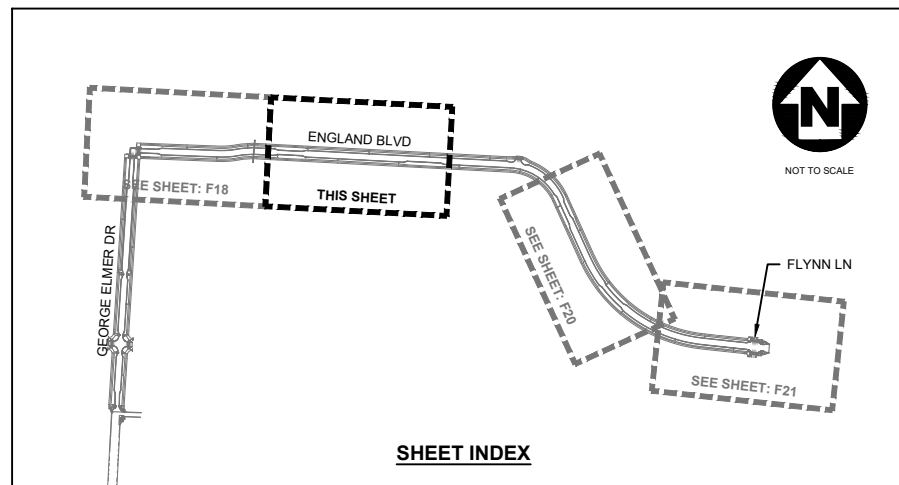 ENGLAND BLVD
N
NOT TO SCALE
SEE SHEET: F18
THIS SHEET
GEORGE ELMER DR
SEE SHEET: F20
FLYNN LN
SEE SHEET: F21
SHEET INDEX